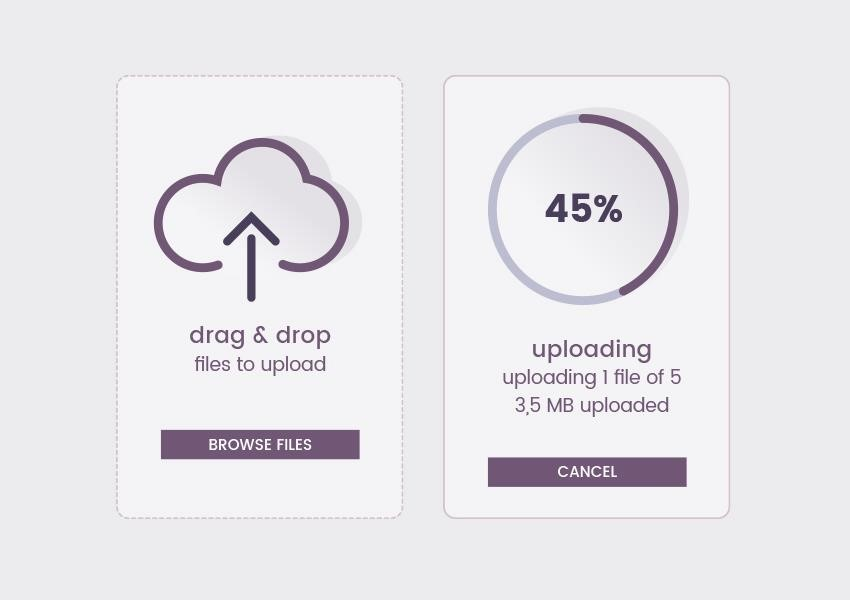 drag & drop
files to upload
BROWSE FILES
45%
uploading
uploading 1 file of 5
3,5 MB uploaded
CANCEL